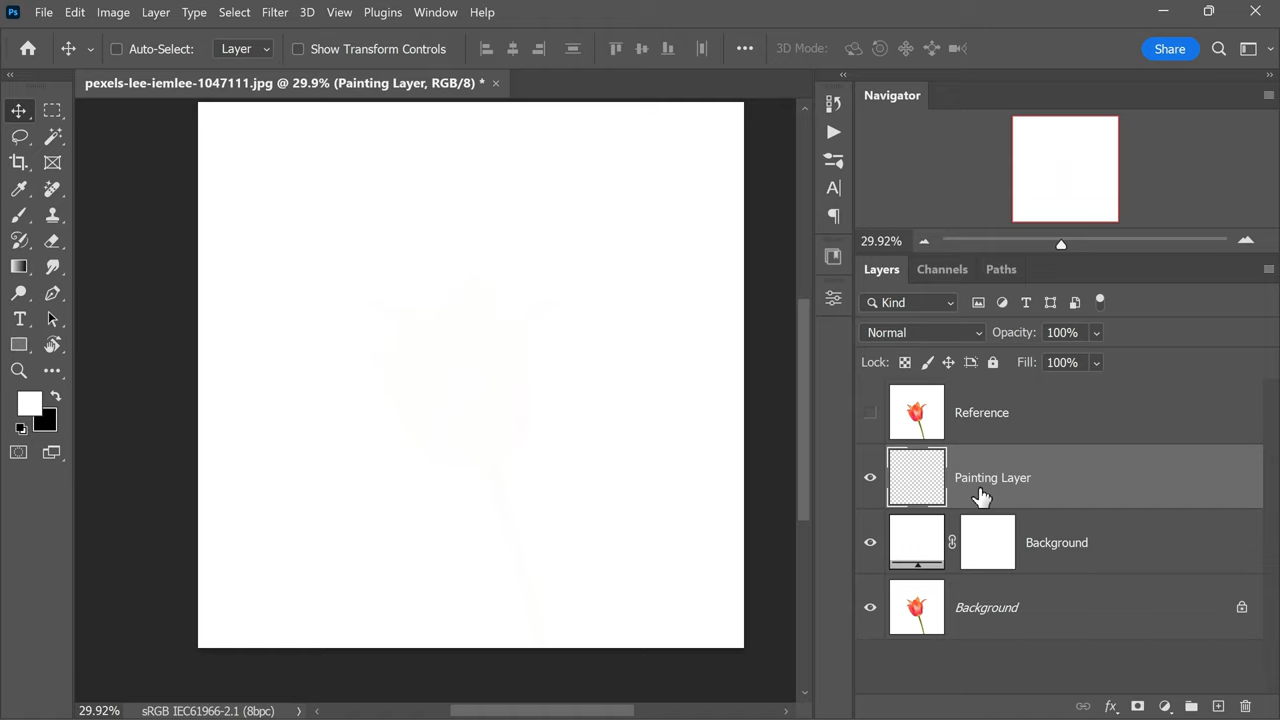 Ps File Edit Image Layer Type Select Filter 3D View Plugins Window Help
Auto-Select: Layer Show Transform Controls 3D Mode: Share
pexels-lee-iemlee-1047111.jpg @ 29.9% (Painting Layer, RGB/8) *
Navigator
29.92%
Layers Channels Paths
Kind
Normal Opacity: 100%
Lock: Fill: 100%
Reference
Painting Layer
Background
Background
29.92% sRGB IEC61966-2.1 (8bpc)